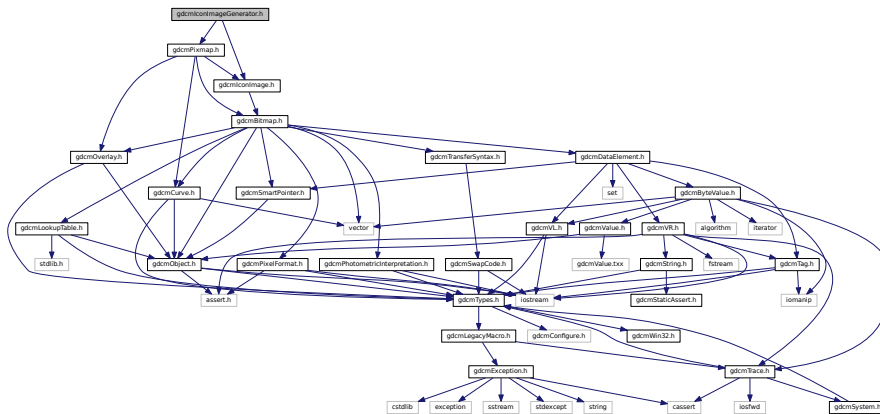 gdcmIconImageGenerator.h
gdcmPixmap.h
gdcmIconImage.h
gdcmBitmap.h
gdcmOverlay.h
gdcmTransferSyntax.h
gdcmDataElement.h
gdcmCurve.h
gdcmSmartPointer.h
set
gdcmByteValue.h
gdcmLookupTable.h
vector
gdcmVL.h
gdcmValue.h
gdcmVR.h
algorithm
iterator
stdlib.h
gdcmObject.h
gdcmPixelFormat.h
gdcmPhotometricInterpretation.h
gdcmSwapCode.h
gdcmValue.txx
gdcmString.h
fstream
gdcmTag.h
assert.h
gdcmTypes.h
iostream
gdcmStaticAssert.h
iomanip
gdcmLegacyMacro.h
gdcmConfigure.h
gdcmWin32.h
gdcmException.h
gdcmTrace.h
cstdlib
exception
sstream
stdexcept
string
cassert
iosfwd
gdcmSystem.h